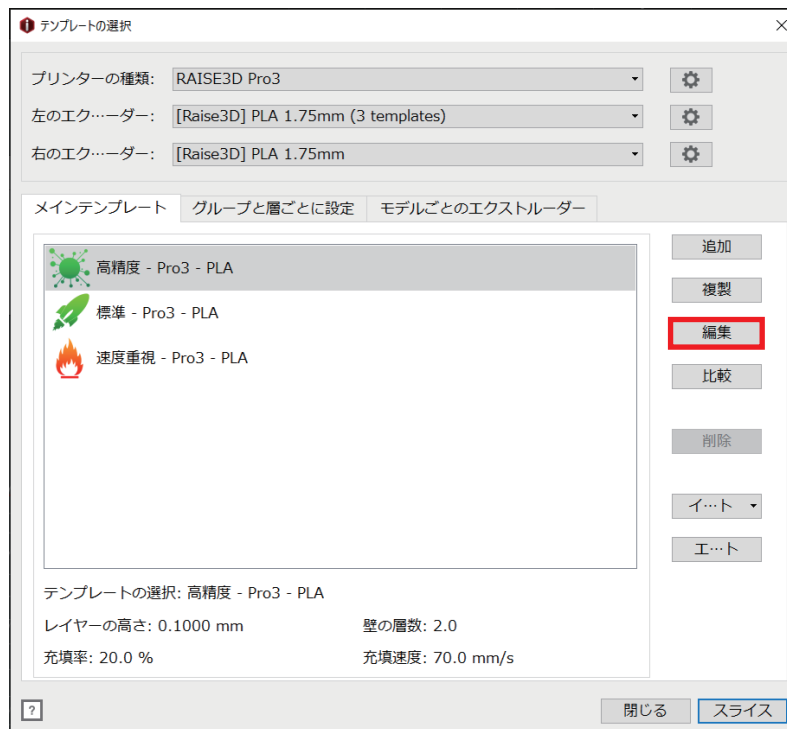 テンプレートの選択
プリンターの種類: RAISE3D Pro3
左のエク…ーダー: [Raise3D] PLA 1.75mm (3 templates)
右のエク…ーダー: [Raise3D] PLA 1.75mm
メインテンプレート グループと層ごとに設定 モデルごとのエクストルーダー
高精度 - Pro3 - PLA
標準 - Pro3 - PLA
速度重視 - Pro3 - PLA
追加
複製
編集
比較
削除
イ…ト
エ…ト
テンプレートの選択: 高精度 - Pro3 - PLA
レイヤーの高さ: 0.1000 mm 壁の層数: 2.0
充填率: 20.0 % 充填速度: 70.0 mm/s
? 閉じる スライス